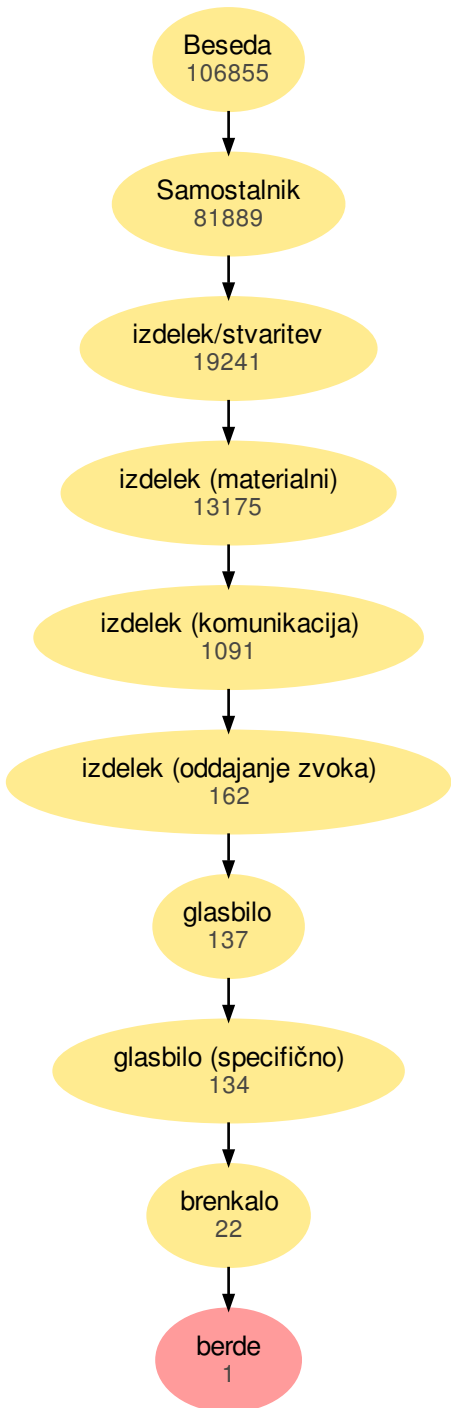 Beseda
106855
Samostalnik
81889
izdelek/stvaritev
19241
izdelek (materialni)
13175
izdelek (komunikacija)
1091
izdelek (oddajanje zvoka)
162
glasbilo
137
glasbilo (specifično)
134
brenkalo
22
berde
1